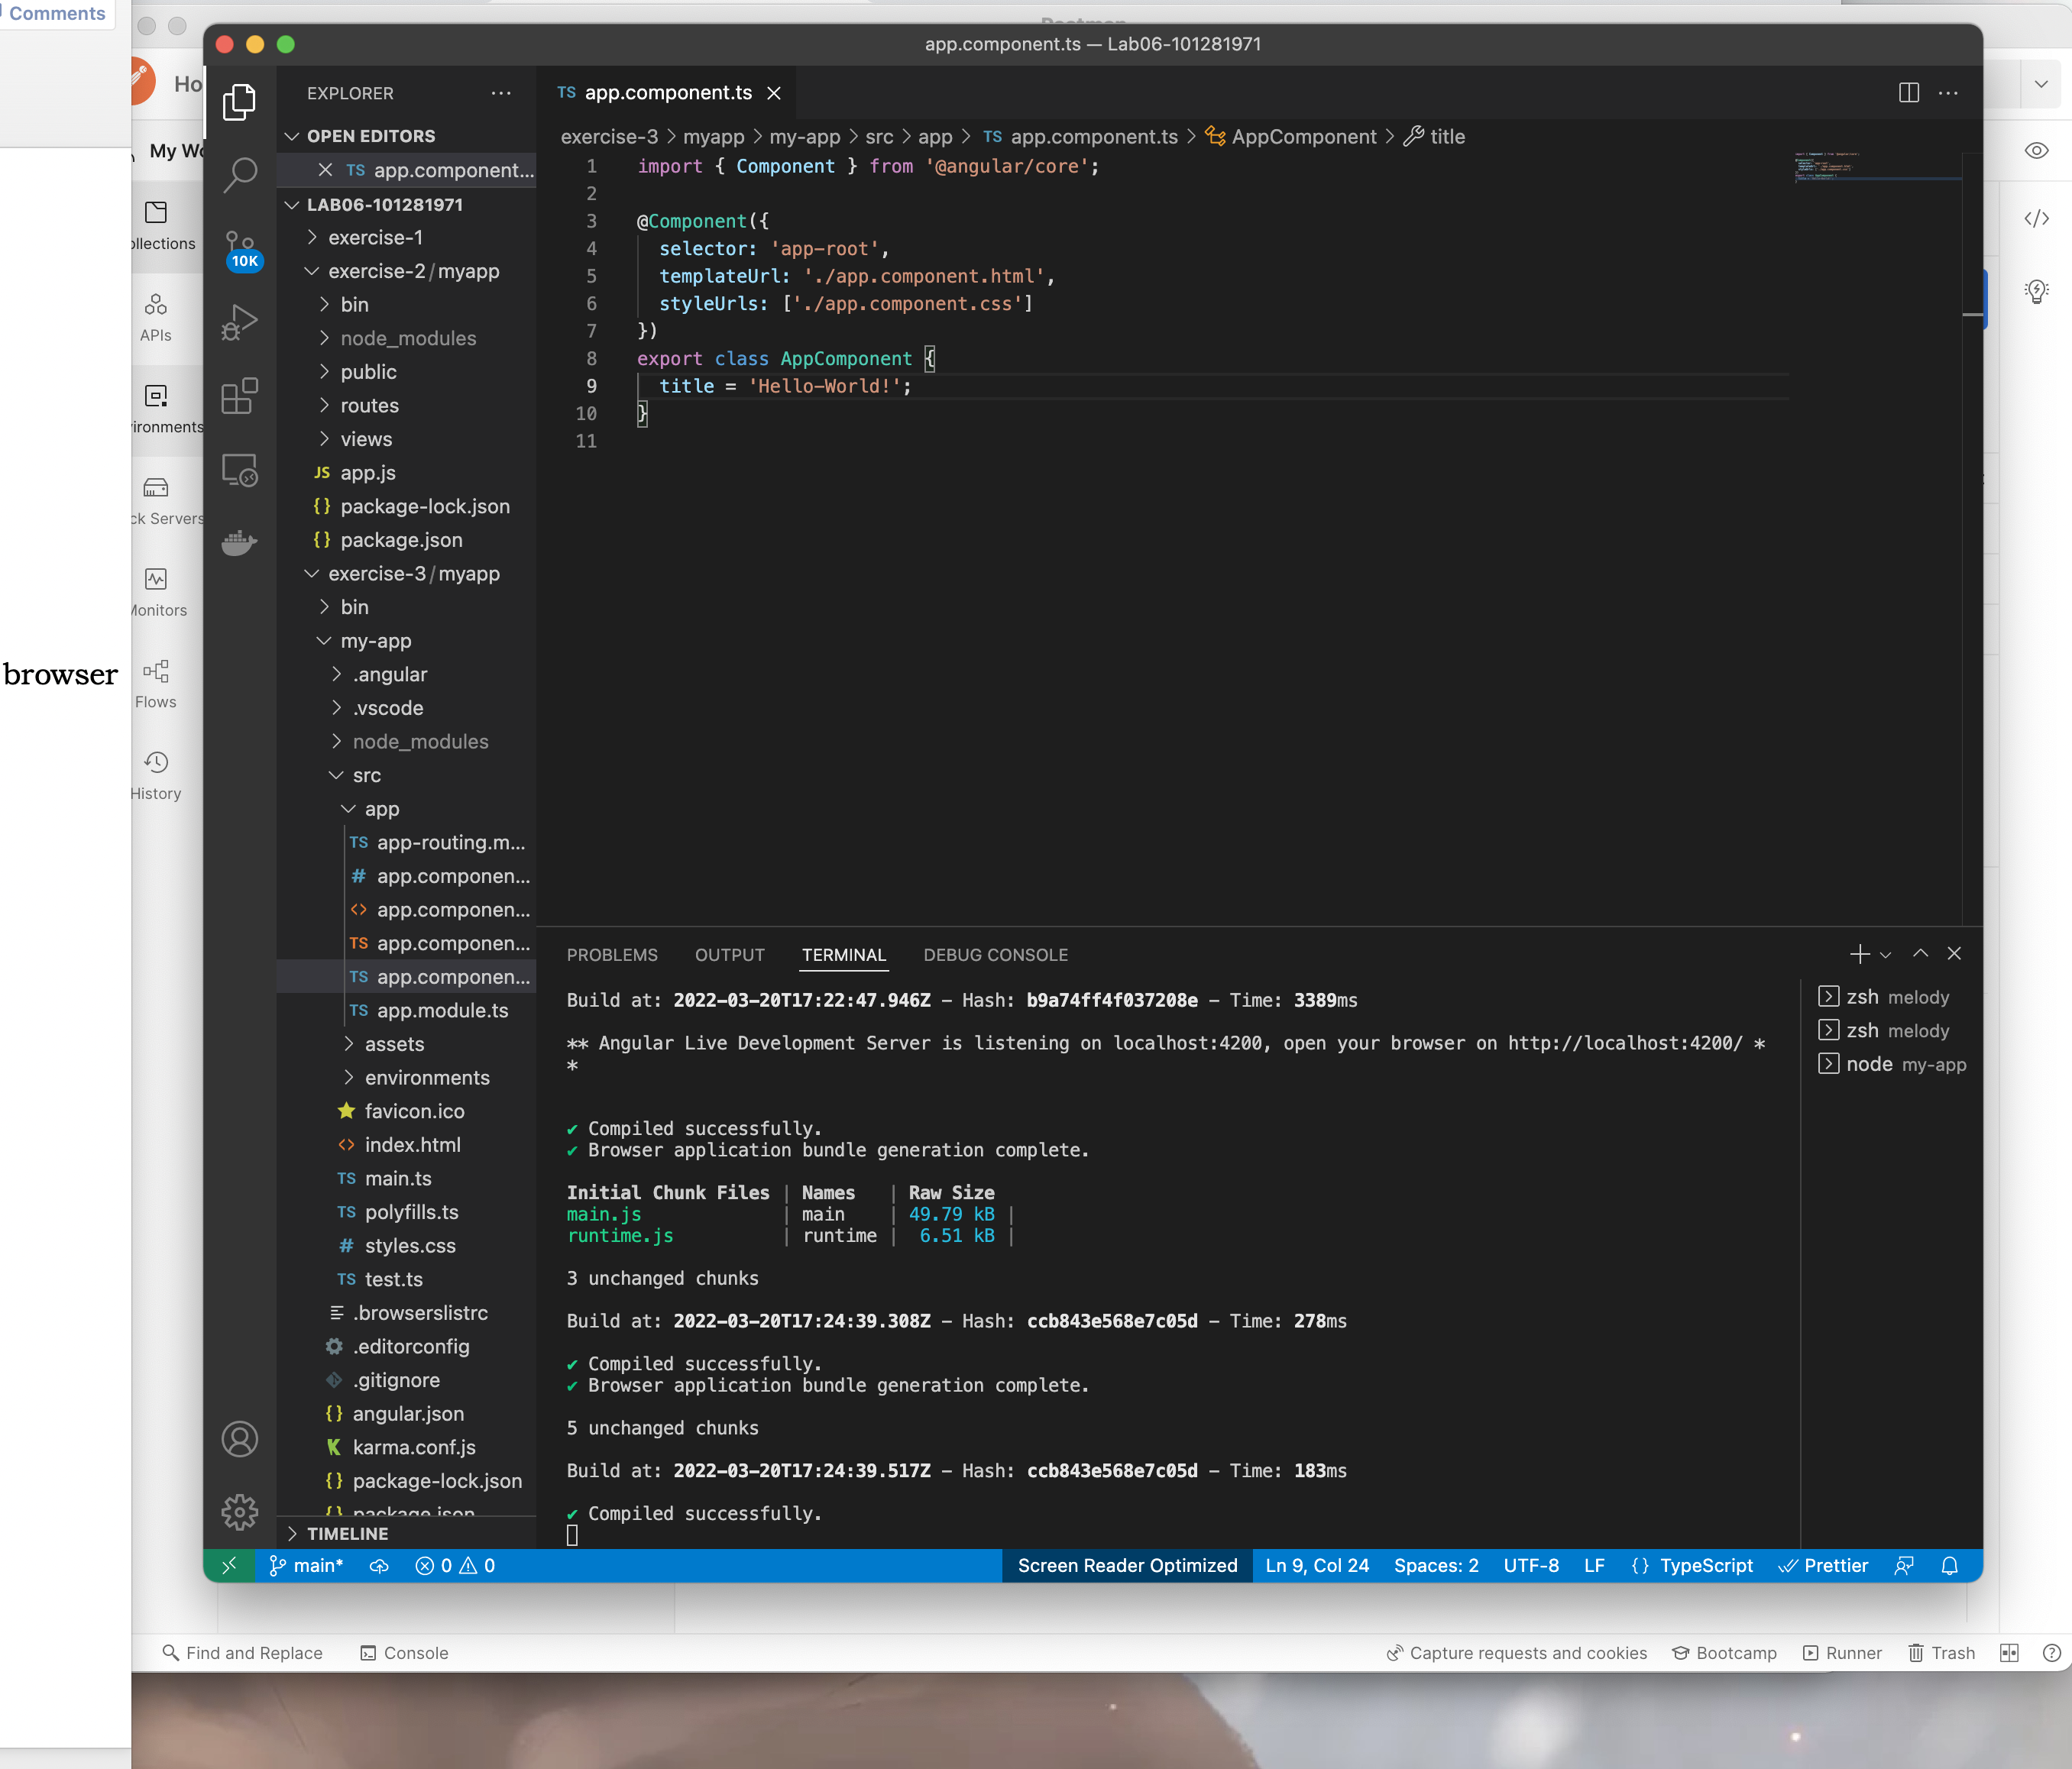 Comments
browser
My Wo
APIs
Flows
History
app.component.ts — Lab06-101281971
EXPLORER
OPEN EDITORS
TS app.component...
LAB06-101281971
exercise-1
exercise-2/myapp
bin
node_modules
public
routes
views
JS app.js
{} package-lock.json
{} package.json
exercise-3/myapp
bin
my-app
.angular
.vscode
node_modules
src
app
TS app-routing.m...
# app.componen...
<> app.componen...
TS app.componen...
TS app.componen...
TS app.module.ts
assets
environments
favicon.ico
<> index.html
TS main.ts
TS polyfills.ts
# styles.css
TS test.ts
.browserslistrc
.editorconfig
.gitignore
{} angular.json
K karma.conf.js
{} package-lock.json
{} package.json
TIMELINE
10K
TS app.component.ts
exercise-3 > myapp > my-app > src > app > TS app.component.ts > AppComponent > title
1 import { Component } from '@angular/core';
2
3 @Component({
4 selector: 'app-root',
5 templateUrl: './app.component.html',
6 styleUrls: ['./app.component.css']
7 })
8 export class AppComponent {
9 title = 'Hello-World!';
10 }
11
PROBLEMS OUTPUT TERMINAL DEBUG CONSOLE
Build at: 2022-03-20T17:22:47.946Z - Hash: b9a74ff4f037208e - Time: 3389ms
** Angular Live Development Server is listening on localhost:4200, open your browser on http://localhost:4200/ *
*
✔ Compiled successfully.
✔ Browser application bundle generation complete.
Initial Chunk Files | Names | Raw Size
main.js | main | 49.79 kB |
runtime.js | runtime | 6.51 kB |
3 unchanged chunks
Build at: 2022-03-20T17:24:39.308Z - Hash: ccb843e568e7c05d - Time: 278ms
✔ Compiled successfully.
✔ Browser application bundle generation complete.
5 unchanged chunks
Build at: 2022-03-20T17:24:39.517Z - Hash: ccb843e568e7c05d - Time: 183ms
✔ Compiled successfully.
zsh melody
zsh melody
node my-app
main* 0 0 Screen Reader Optimized Ln 9, Col 24 Spaces: 2 UTF-8 LF {} TypeScript Prettier
Find and Replace Console Capture requests and cookies Bootcamp Runner Trash